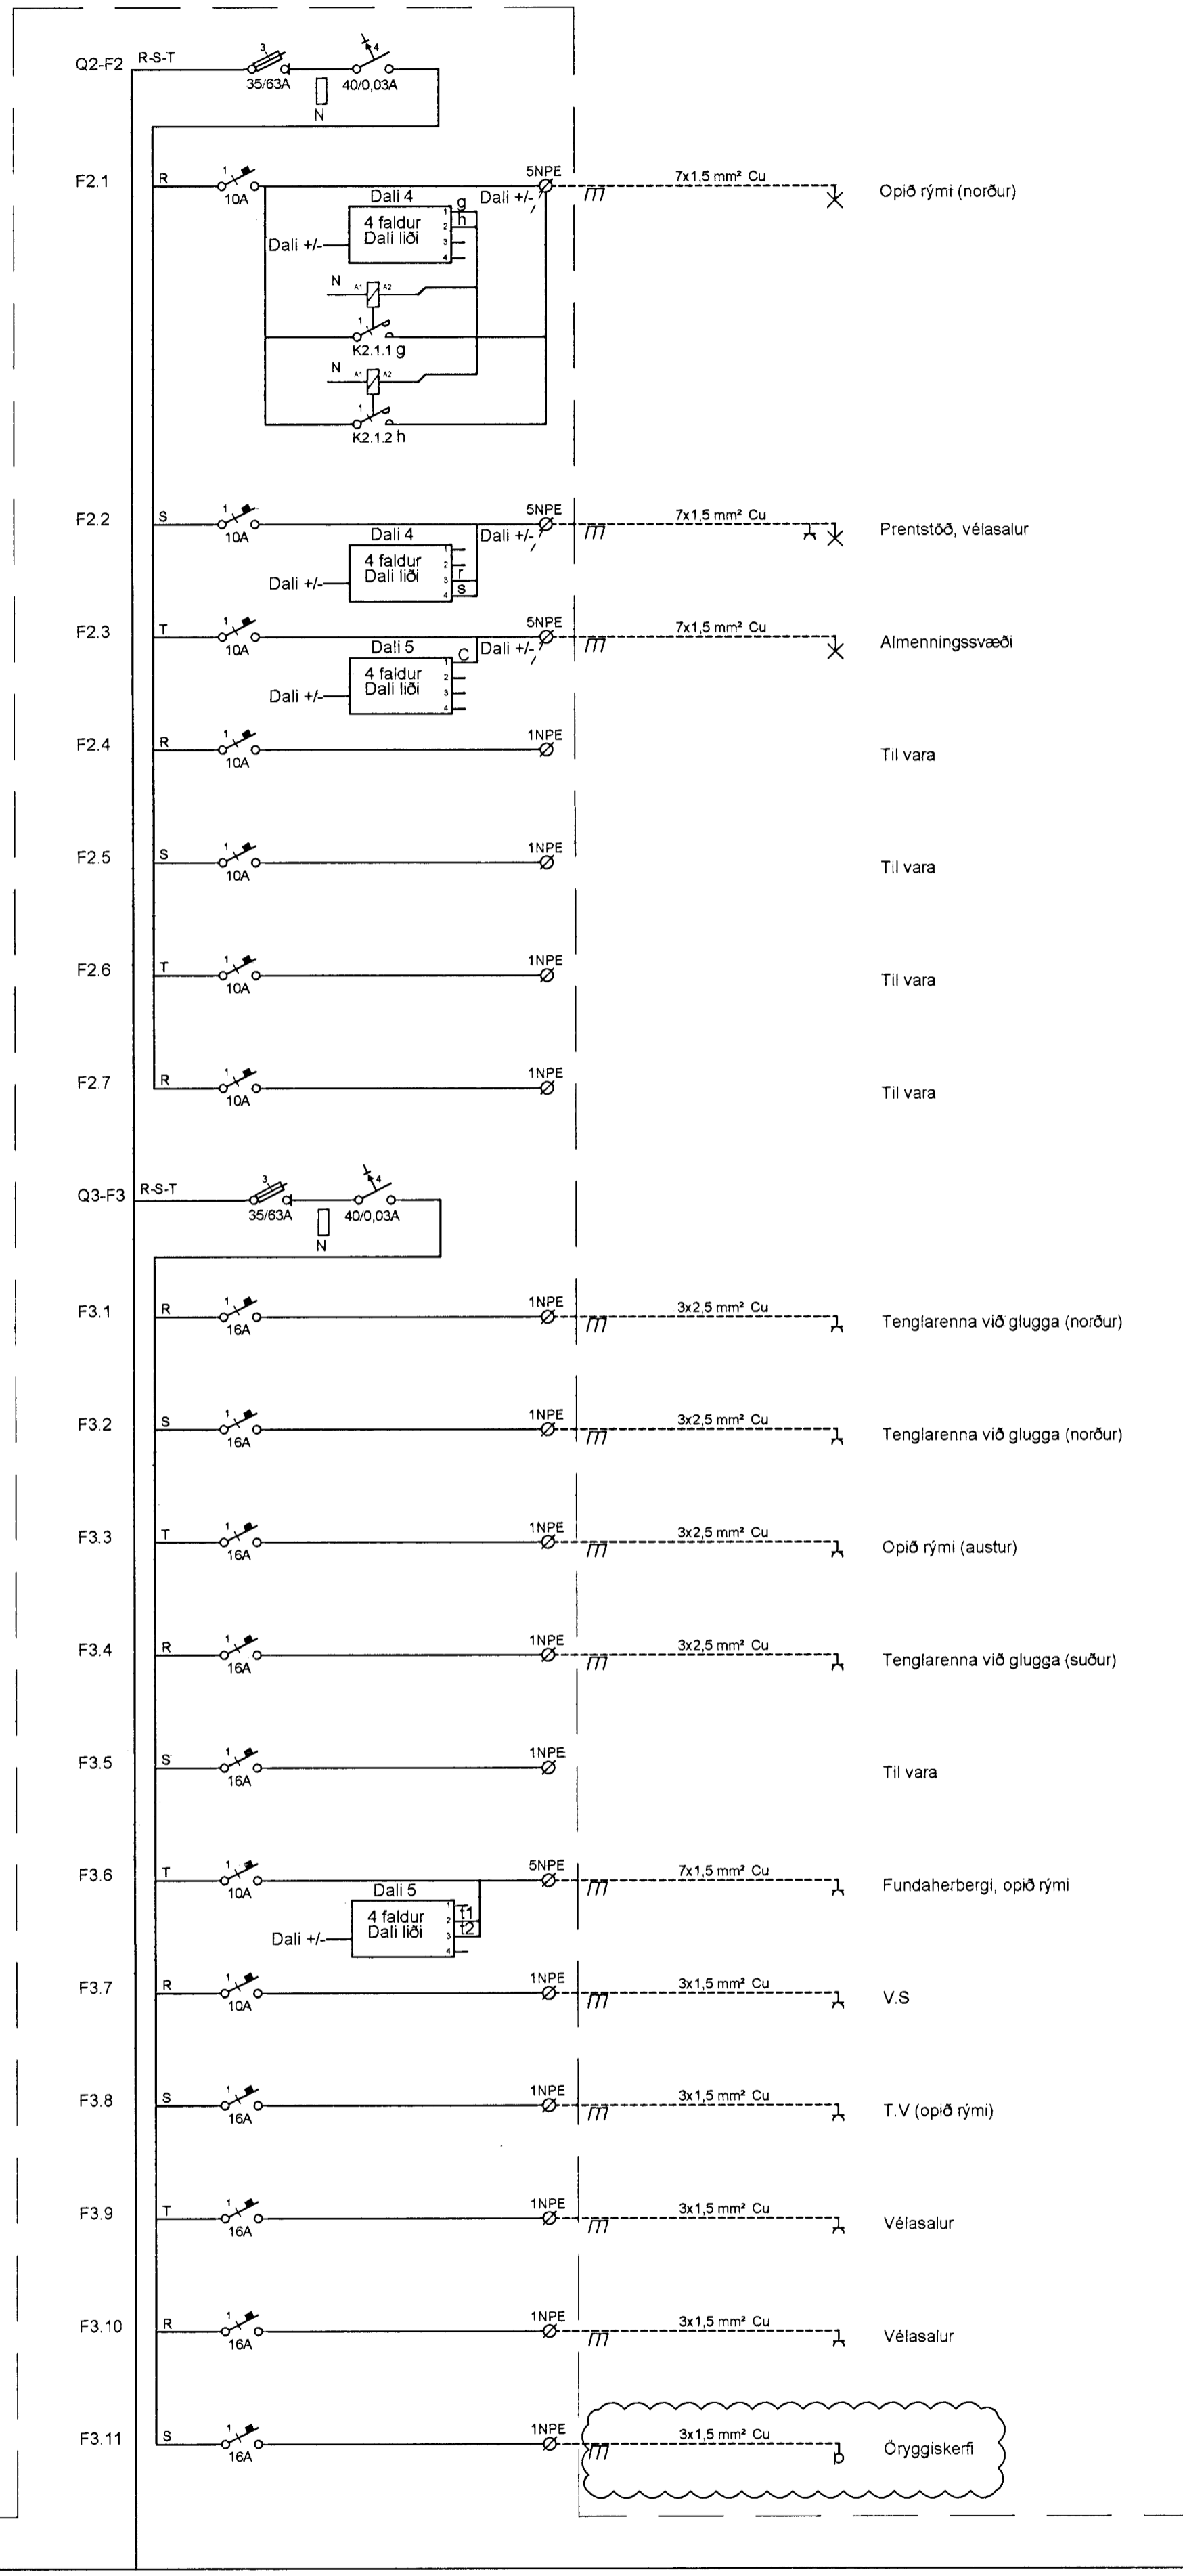 Q2-F2 R-S-T 3 4
35/63A 40/0,03A
N
F2.1 R 1 10A 5NPE 7x1,5 mm² Cu Opið rými (norður)
Dali 4 g Dali +/-
4 faldur 1 h
Dali liði 2
Dali +/- 3
4
N A1 A2
1
K2.1.1 g
N A1 A2
1
K2.1.2 h
F2.2 S 1 10A 5NPE 7x1,5 mm² Cu Prentstöð, vélasalur
Dali 4 Dali +/-
4 faldur 1
Dali liði 2 r
Dali +/- 3 s
4
F2.3 T 1 10A 5NPE 7x1,5 mm² Cu Almenningssvæði
Dali 5 C Dali +/-
4 faldur 1
Dali liði 2
Dali +/- 3
4
F2.4 R 1 10A 1NPE Til vara
F2.5 S 1 10A 1NPE Til vara
F2.6 T 1 10A 1NPE Til vara
F2.7 R 1 10A 1NPE Til vara
Q3-F3 R-S-T 3 4
35/63A 40/0,03A
N
F3.1 R 1 16A 1NPE 3x2,5 mm² Cu Tenglarenna við glugga (norður)
F3.2 S 1 16A 1NPE 3x2,5 mm² Cu Tenglarenna við glugga (norður)
F3.3 T 1 16A 1NPE 3x2,5 mm² Cu Opið rými (austur)
F3.4 R 1 16A 1NPE 3x2,5 mm² Cu Tenglarenna við glugga (suður)
F3.5 S 1 16A 1NPE Til vara
F3.6 T 1 10A 5NPE 7x1,5 mm² Cu Fundaherbergi, opið rými
Dali 5
4 faldur 1 t1
Dali liði 2 t2
Dali +/- 3
4
F3.7 R 1 10A 1NPE 3x1,5 mm² Cu V.S
F3.8 S 1 16A 1NPE 3x1,5 mm² Cu T.V (opið rými)
F3.9 T 1 16A 1NPE 3x1,5 mm² Cu Vélasalur
F3.10 R 1 16A 1NPE 3x1,5 mm² Cu Vélasalur
F3.11 S 1 16A 1NPE 3x1,5 mm² Cu Öryggiskerfi